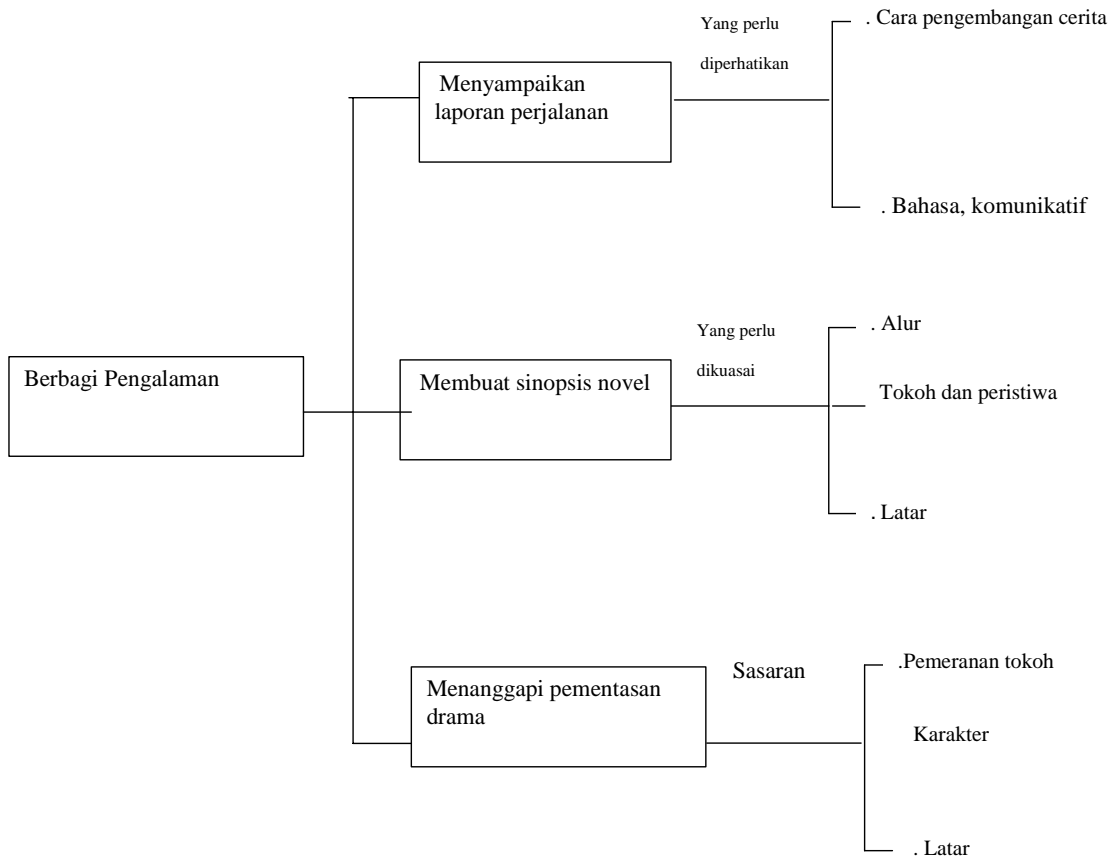 Yang perlu
diperhatikan
. Cara pengembangan cerita
Menyampaikan
laporan perjalanan
. Bahasa, komunikatif
Berbagi Pengalaman
Membuat sinopsis novel
Yang perlu
dikuasai
. Alur
Tokoh dan peristiwa
. Latar
Menanggapi pementasan
drama
Sasaran
.Pemeranan tokoh
Karakter
. Latar